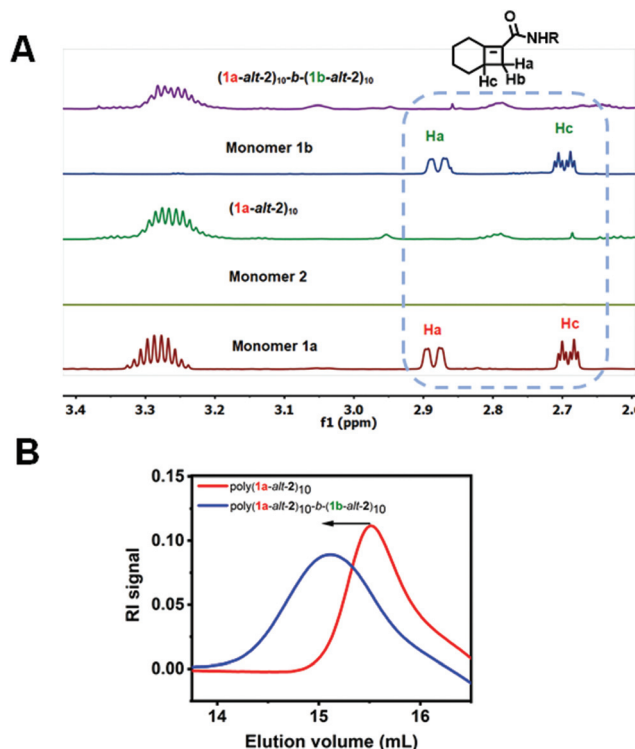 A
O
NHR
Ha
Hb
Hc
(1a-alt-2)10-b-(1b-alt-2)10
Monomer 1b
Ha
Hc
(1a-alt-2)10
Monomer 2
Monomer 1a
Ha
Hc
3.4 3.3 3.2 3.1 3.0 2.9 2.8 2.7 2.6
f1 (ppm)
B
poly(1a-alt-2)10
poly(1a-alt-2)10-b-(1b-alt-2)10
RI signal
0.15
0.10
0.05
0.00
14 15 16
Elution volume (mL)